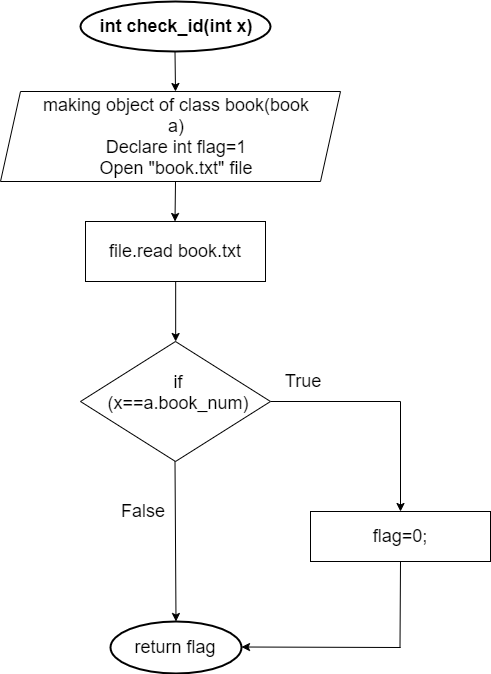 int check_id(int x)
making object of class book(book
a)
Declare int flag=1
Open "book.txt" file
file.read book.txt
if
(x==a.book_num)
True
False
flag=0;
return flag